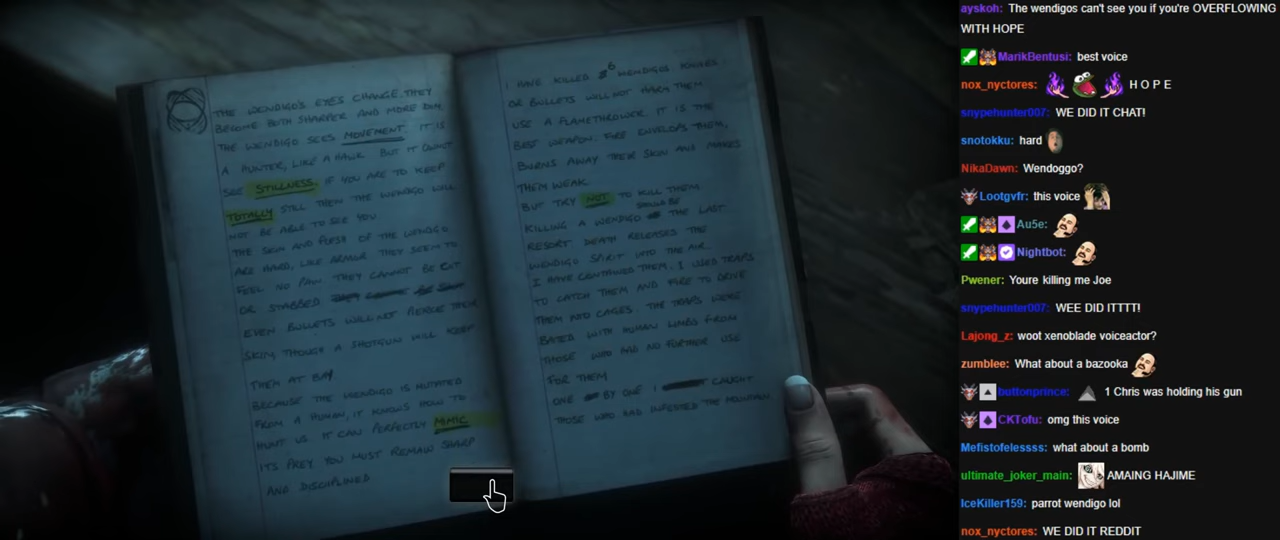 THE WENDIGO'S EYES CHANGE. THEY
BECOME BOTH SHARPER AND MORE DIM.
THE WENDIGO SEES MOVEMENT. IT IS
A HUNTER, LIKE A HAWK. BUT IT DOESNT
SEE STILLNESS. IF YOU ARE TO KEEP
TOTALLY STILL THEN THE WENDIGO WILL
NOT BE ABLE TO SEE YOU
THE SKIN AND FLESH OF THE WENDIGO
ARE HARD, LIKE ARMOR THEY SEEM TO
FEEL NO PAIN THEY CANNOT BE CUT
OR STABBED
EVEN BULLETS WILL NOT PIERCE THEIR
SKIN, THOUGH A SHOTGUN WILL KEEP
THEM AT BAY.
BECAUSE THE WENDIGO IS MUTATED
FROM A HUMAN, IT KNOWS HOW TO
HUNT US. IT CAN PERFECTLY MIMIC
ITS PREY. YOU MUST REMAIN SHARP
AND DISCIPLINED
I HAVE KILLED 6 WENDIGOS. KNIVES
OR BULLETS WILL NOT HARM THEM
USE A FLAMETHROWER. IT IS THE
BEST WEAPON. FIRE ENVELOPS THEM,
BURNS AWAY THEIR SKIN AND MAKES
THEM WEAK.
BUT TRY NOT TO KILL THEM
KILLING A WENDIGO SHOULD BE THE LAST
RESORT DEATH RELEASES THE
WENDIGO SPIRIT INTO THE AIR.
I HAVE CONTAINED THEM. I USED TRAPS
TO CATCH THEM AND FIRE TO DRIVE
THEM INTO CAGES. THE TRAPS WERE
BATED WITH HUMAN LIMBS FROM
THOSE WHO HAD NO FURTHER USE
FOR THEM
ONE BY ONE I CAUGHT
THOSE WHO HAD INFESTED THE MOUNTAIN.
ayskoh: The wendigos can't see you if you're OVERFLOWING
WITH HOPE
MarikBentusi: best voice
nox_nyctores: H O P E
snypehunter007: WE DID IT CHAT!
snotokku: hard
NikaDawn: Wendoggo?
Lootgvfr: this voice
Au5e:
Nightbot:
Pwener: Youre killing me Joe
snypehunter007: WEE DID ITTTT!
Lajong_z: woot xenoblade voiceactor?
zumblee: What about a bazooka
buttonprince: 1 Chris was holding his gun
CKTofu: omg this voice
Mefistofelessss: what about a bomb
ultimate_joker_main: AMAING HAJIME
IceKiller159: parrot wendigo lol
nox_nyctores: WE DID IT REDDIT